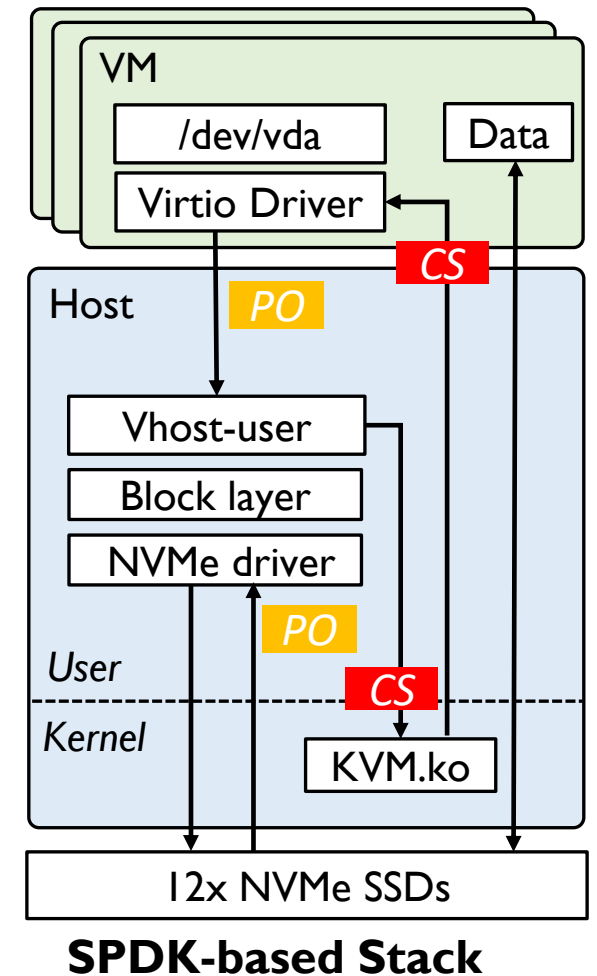 VM
/dev/vda
Data
Virtio Driver
CS
Host
PO
Vhost-user
Block layer
NVMe driver
PO
User
CS
Kernel
KVM.ko
12x NVMe SSDs
SPDK-based Stack